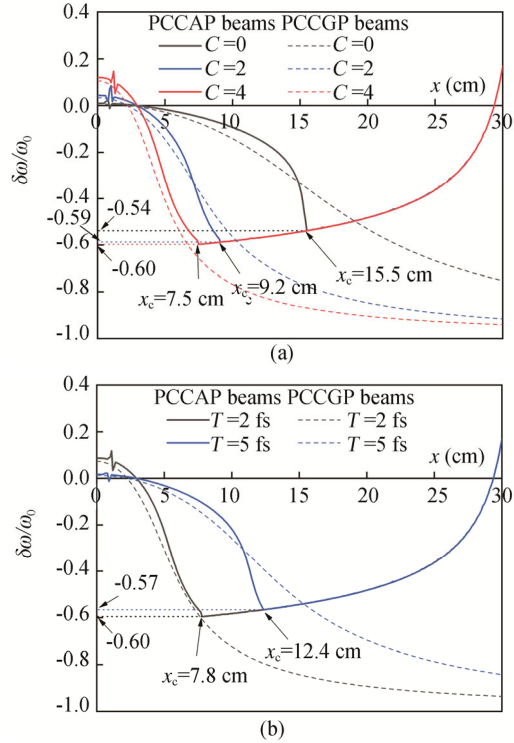 PCCAP beams PCCGP beams
C=0 C=0
C=2 C=2
C=4 C=4
x (cm)
δω/ω₀
0.4
0.2
0.0
-0.2
-0.4
-0.6
-0.8
-1.0
0 5 10 15 20 25 30
-0.54
-0.59
-0.60
x_c=7.5 cm
x_c=9.2 cm
x_c=15.5 cm
(a)
PCCAP beams PCCGP beams
T=2 fs T=2 fs
T=5 fs T=5 fs
x (cm)
δω/ω₀
0.4
0.2
0.0
-0.2
-0.4
-0.6
-0.8
-1.0
0 5 10 15 20 25 30
-0.57
-0.60
x_c=7.8 cm
x_c=12.4 cm
(b)